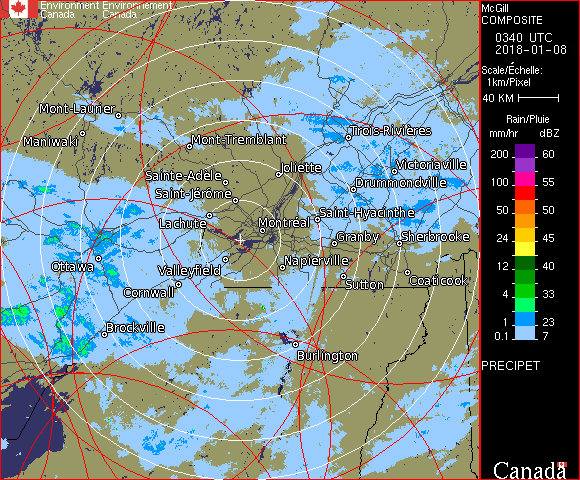 Environment Environnement
Canada Canada
McGill
COMPOSITE
0340 UTC
2018-01-08
Scale/Échelle:
1km/Pixel
40 KM
Rain/Pluie
mm/hr dBZ
200 60
100 55
50 50
24 45
12 40
4 33
1 23
0.1 7
PRECIPET
Canada
Mont-Laurier
Maniwaki
Mont-Tremblant
Trois-Rivières
Joliette
Victoriaville
Sainte-Adèle
Drummondville
Saint-Jérôme
Saint-Hyacinthe
Lachute
Montréal
Granby
Sherbrooke
Ottawa
Valleyfield
Napierville
Sutton
Coaticook
Cornwall
Brockville
Burlington